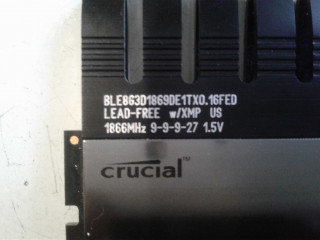 BLE8G3D1869DE1TX0.16FED
LEAD-FREE w/XMP US
1866MHz 9-9-9-27 1.5V
crucial